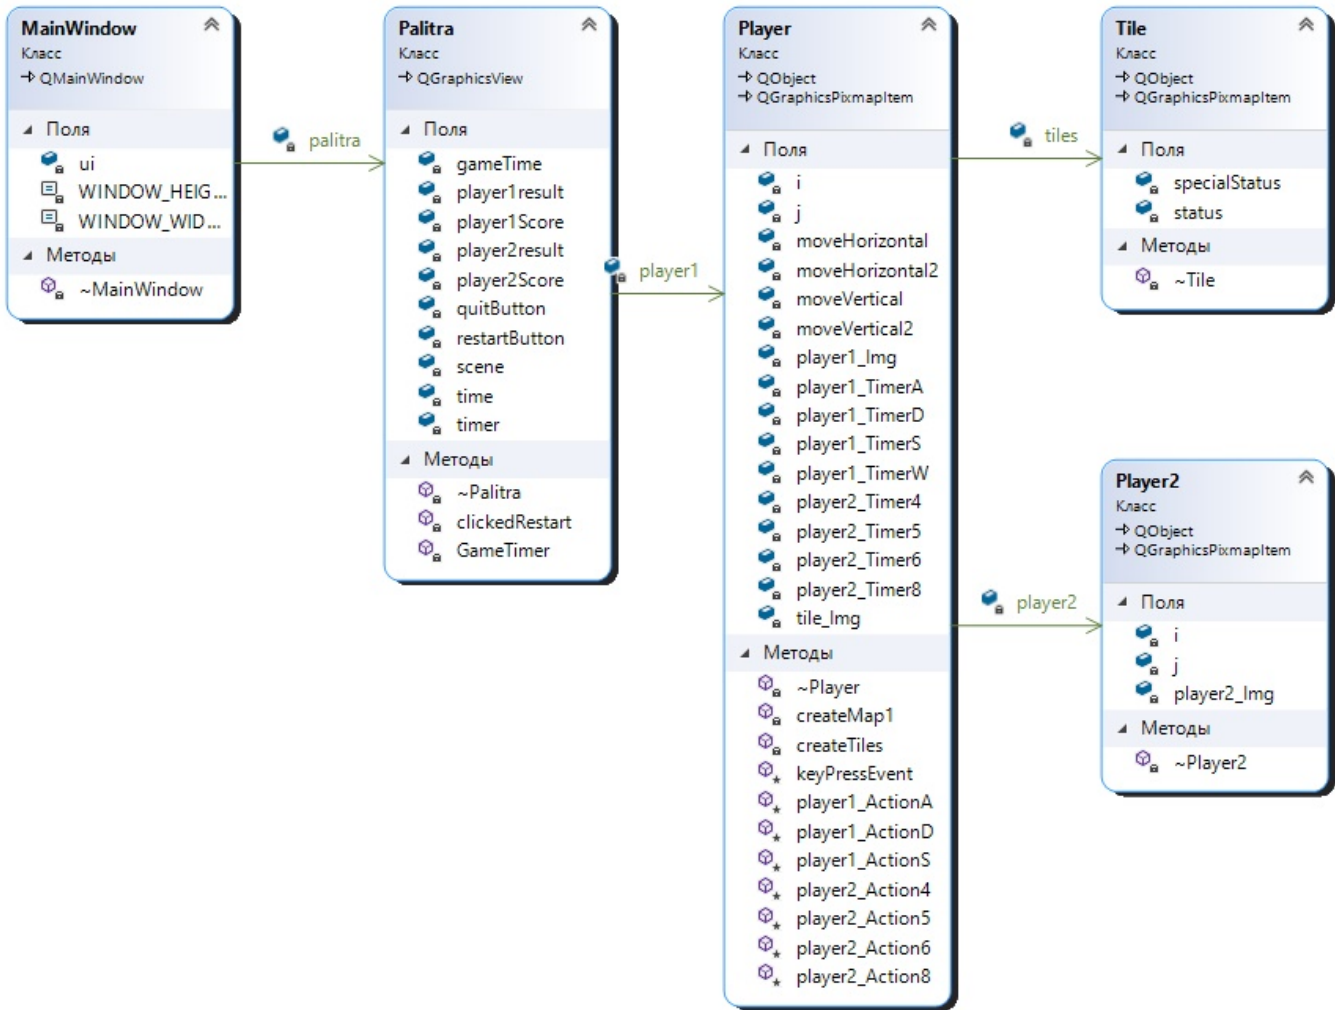 MainWindow
Класс
QMainWindow
Поля
ui
WINDOW_HEIG...
WINDOW_WID...
Методы
~MainWindow
palitra
Palitra
Класс
QGraphicsView
Поля
gameTime
player1result
player1Score
player2result
player2Score
quitButton
restartButton
scene
time
timer
Методы
~Palitra
clickedRestart
GameTimer
player1
Player
Класс
QObject
QGraphicsPixmapItem
Поля
i
j
moveHorizontal
moveHorizontal2
moveVertical
moveVertical2
player1_Img
player1_TimerA
player1_TimerD
player1_TimerS
player1_TimerW
player2_Timer4
player2_Timer5
player2_Timer6
player2_Timer8
tile_Img
Методы
~Player
createMap1
createTiles
keyPressEvent
player1_ActionA
player1_ActionD
player1_ActionS
player2_Action4
player2_Action5
player2_Action6
player2_Action8
tiles
Tile
Класс
QObject
QGraphicsPixmapItem
Поля
specialStatus
status
Методы
~Tile
player2
Player2
Класс
QObject
QGraphicsPixmapItem
Поля
i
j
player2_Img
Методы
~Player2